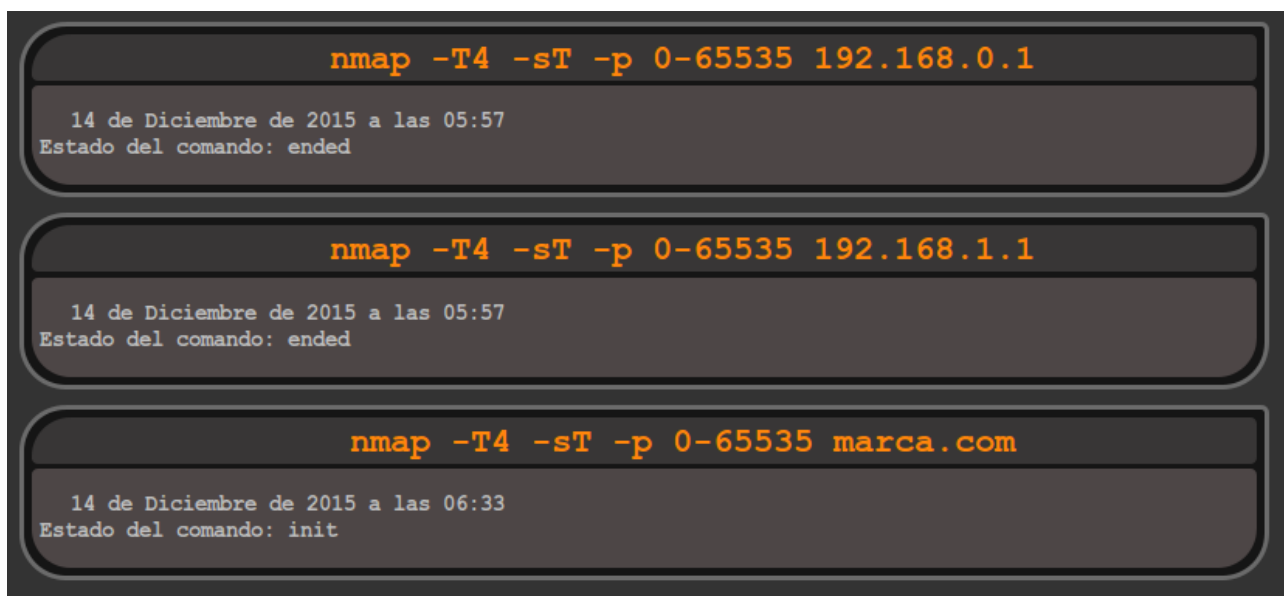 nmap -T4 -sT -p 0-65535 192.168.0.1
14 de Diciembre de 2015 a las 05:57
Estado del comando: ended
nmap -T4 -sT -p 0-65535 192.168.1.1
14 de Diciembre de 2015 a las 05:57
Estado del comando: ended
nmap -T4 -sT -p 0-65535 marca.com
14 de Diciembre de 2015 a las 06:33
Estado del comando: init